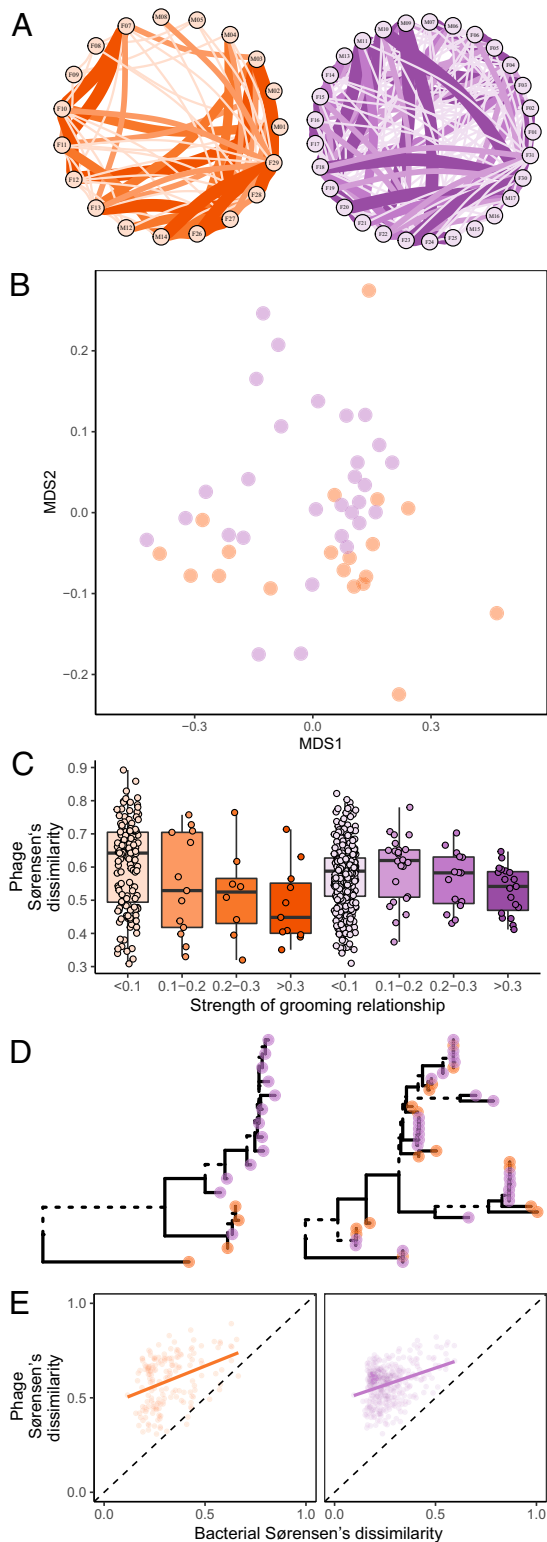 A
F07
M08
M05
M04
F08
M03
F09
M02
F10
M01
F11
F29
F12
F28
F13
F27
M12
M14
F26
M10
M09
M07
M06
M11
F06
M13
F05
F14
F04
F15
F03
F16
F02
F17
F01
F18
F31
F19
F30
F20
M17
F21
M16
F22
M15
F23
F24
F25
B
MDS2
0.2
0.1
0.0
−0.1
−0.2
−0.3
0.0
0.3
MDS1
C
Phage
Sørensen's
dissimilarity
0.9
0.8
0.7
0.6
0.5
0.4
0.3
<0.1
0.1−0.2
0.2−0.3
>0.3
<0.1
0.1−0.2
0.2−0.3
>0.3
Strength of grooming relationship
D
E
Phage
Sørensen's
dissimilarity
1.0
0.5
0.0
0.0
0.5
1.0
0.0
0.5
1.0
Bacterial Sørensen's dissimilarity